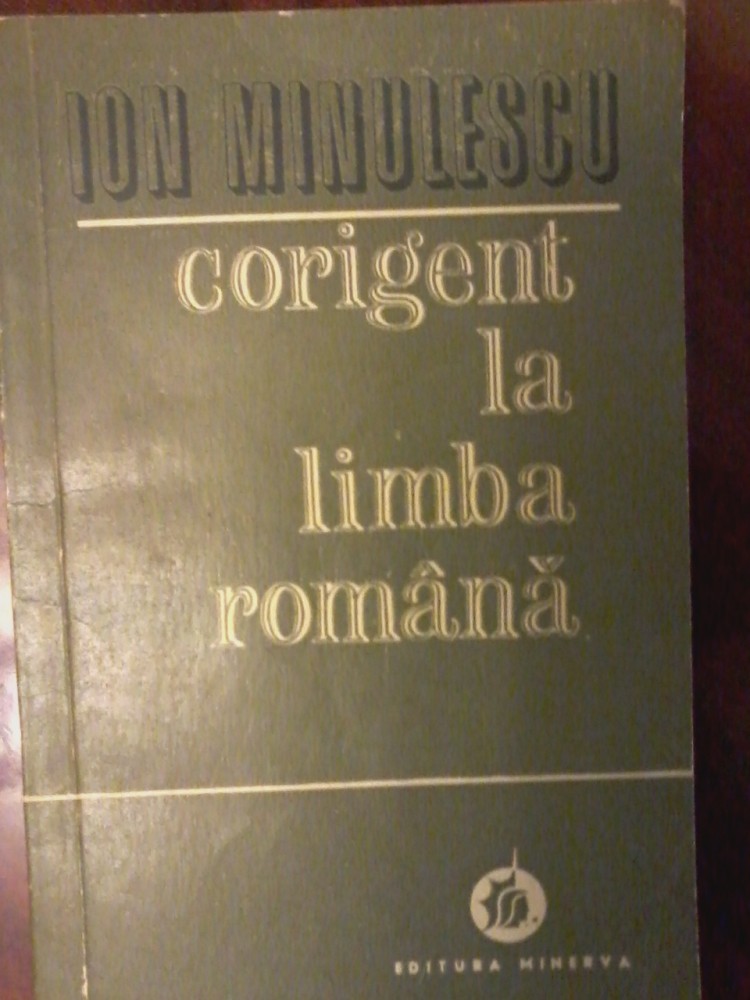 ION MINULESCU
corigent
la
limba
română
EDITURA MINERVA